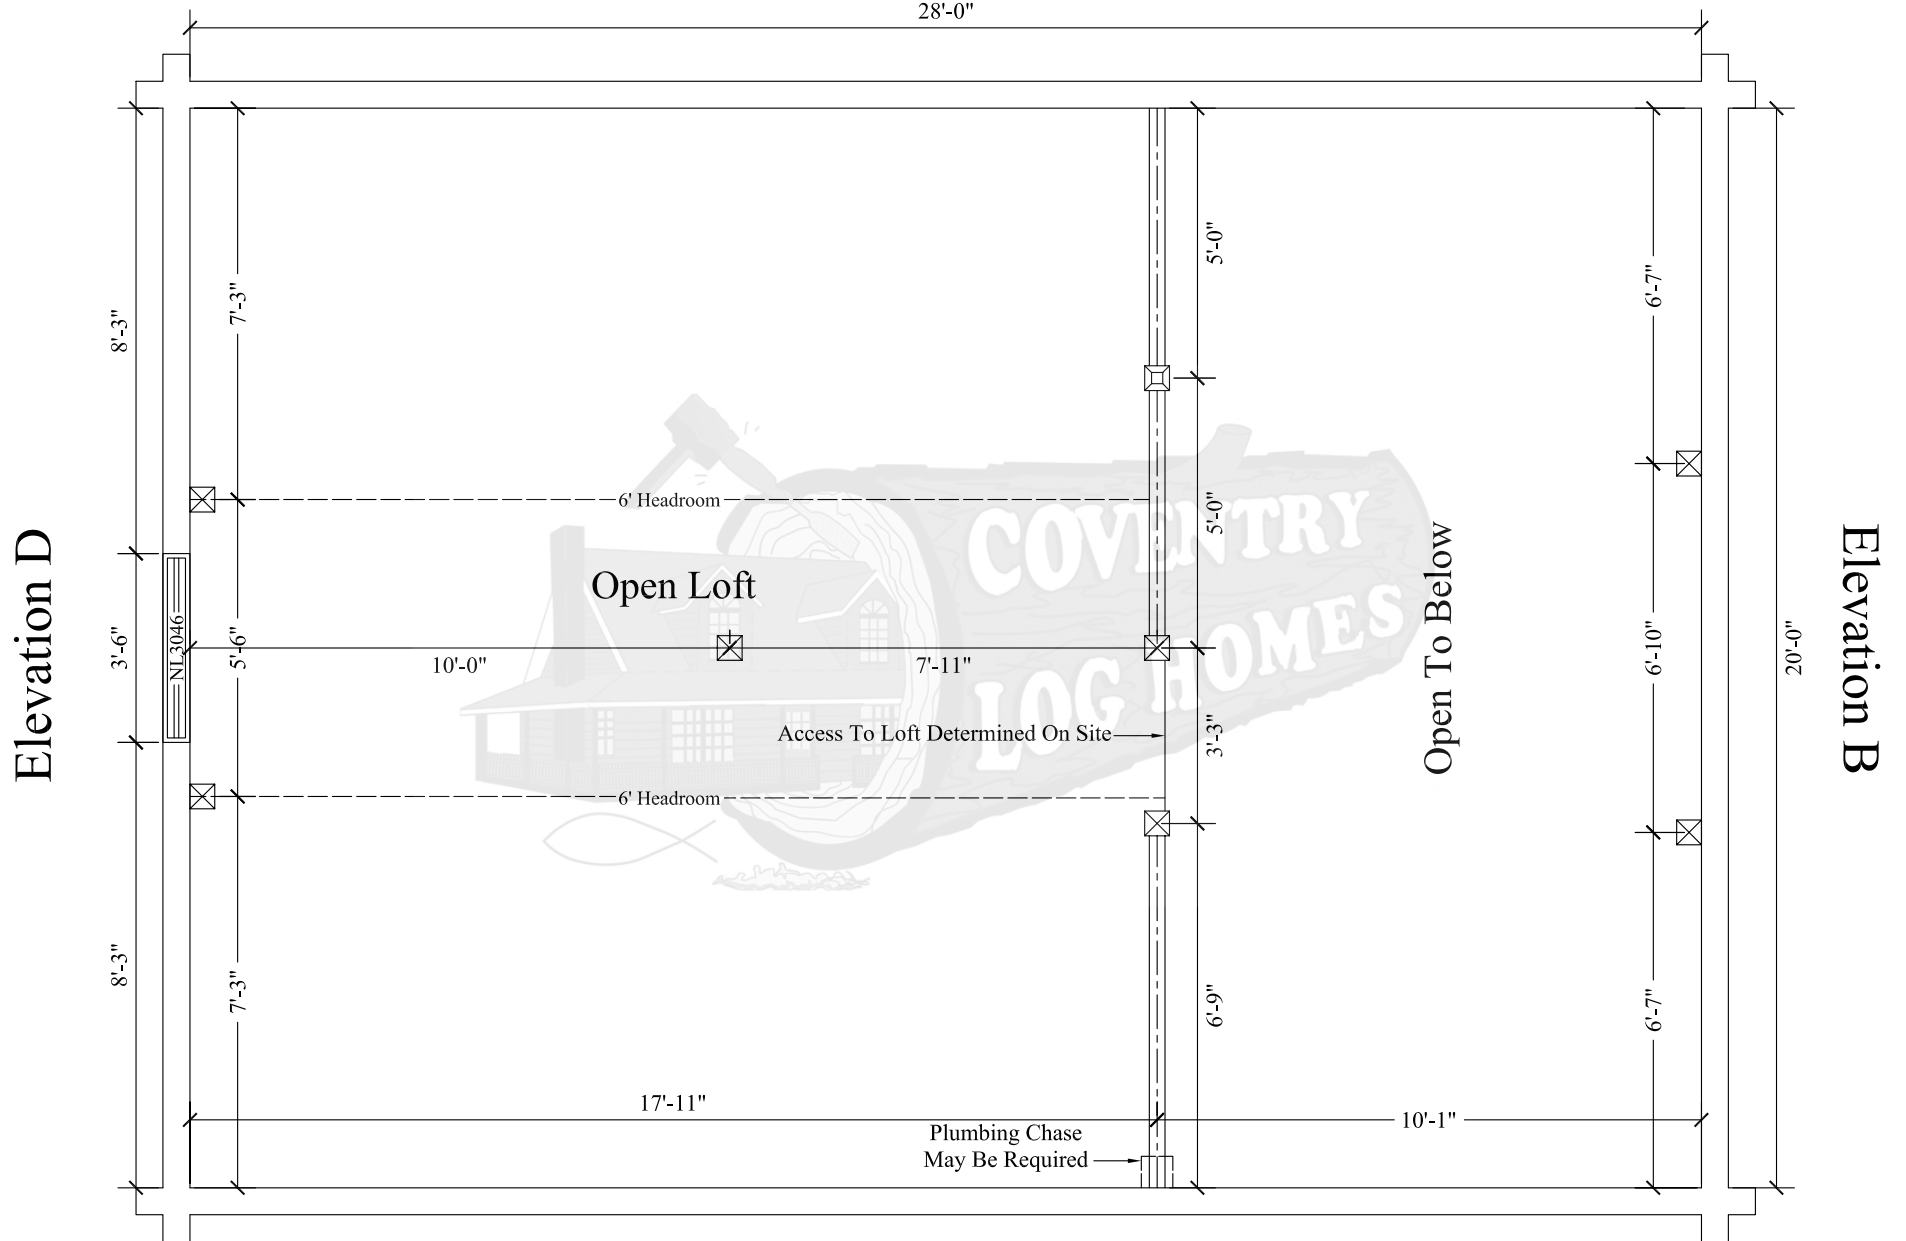 28'-0"
5'-0"
6'-7"
7'-3"
8'-3"
6' Headroom
5'-0"
COVENTRY
LOG HOMES
Open Loft
Open To Below
Elevation D
Elevation B
3'-6"
NL3046
5'-6"
10'-0"
7'-11"
6'-10"
20'-0"
Access To Loft Determined On Site
3'-3"
6' Headroom
8'-3"
7'-3"
6'-9"
6'-7"
17'-11"
10'-1"
Plumbing Chase
May Be Required